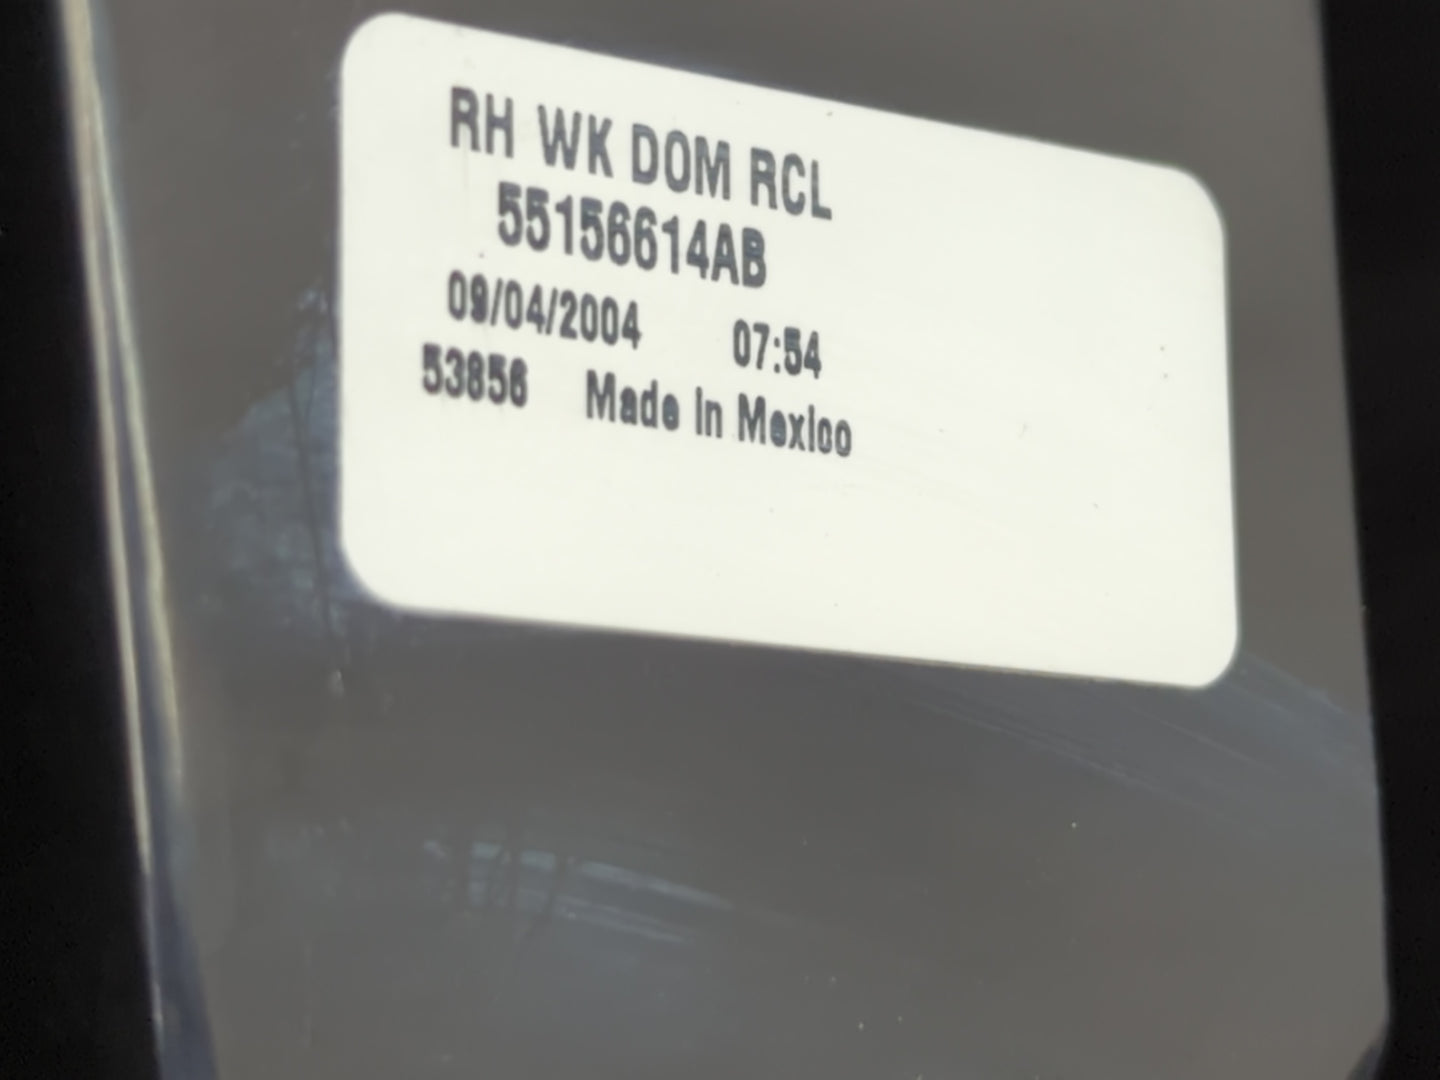 RH WK DOM RCL
55156614AB
09/04/2004 07:54
53856 Made in Mexico